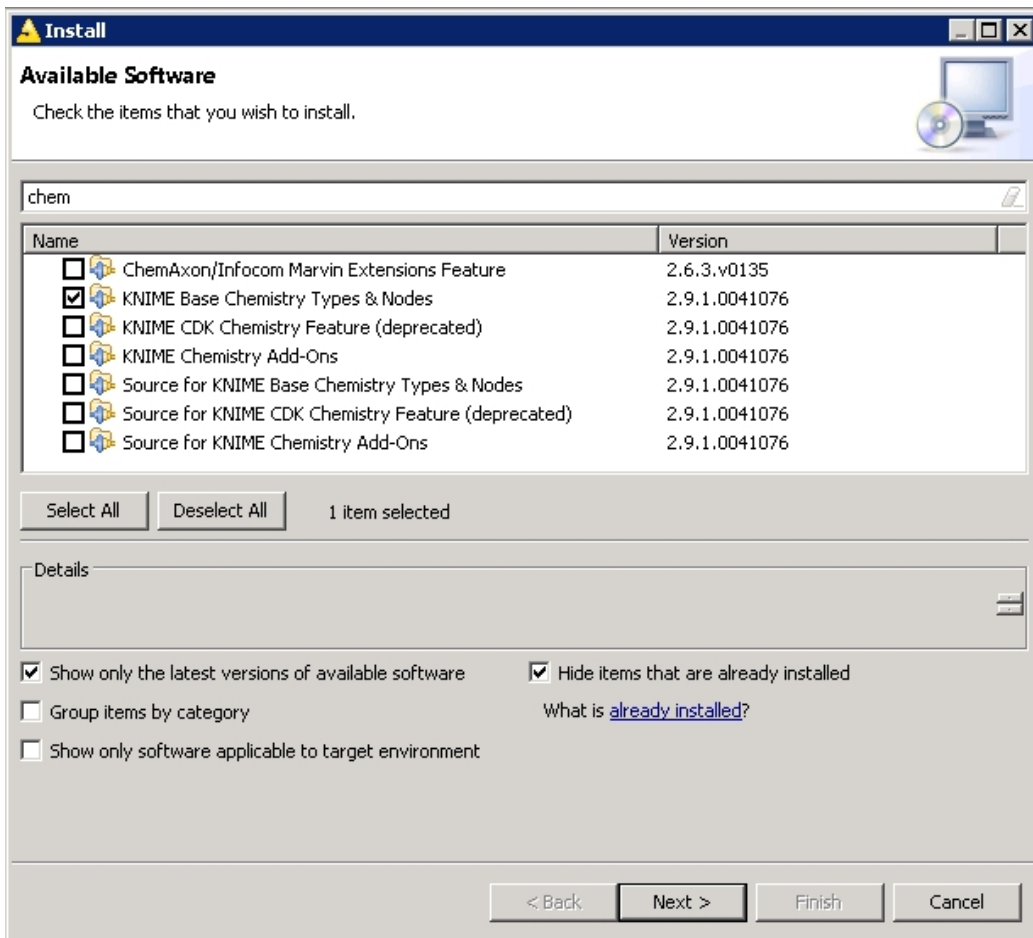 Install
Available Software
Check the items that you wish to install.
chem
Name Version
ChemAxon/Infocom Marvin Extensions Feature 2.6.3.v0135
KNIME Base Chemistry Types & Nodes 2.9.1.0041076
KNIME CDK Chemistry Feature (deprecated) 2.9.1.0041076
KNIME Chemistry Add-Ons 2.9.1.0041076
Source for KNIME Base Chemistry Types & Nodes 2.9.1.0041076
Source for KNIME CDK Chemistry Feature (deprecated) 2.9.1.0041076
Source for KNIME Chemistry Add-Ons 2.9.1.0041076
Select All Deselect All 1 item selected
Details
Show only the latest versions of available software Hide items that are already installed
Group items by category What is already installed?
Show only software applicable to target environment
< Back Next > Finish Cancel